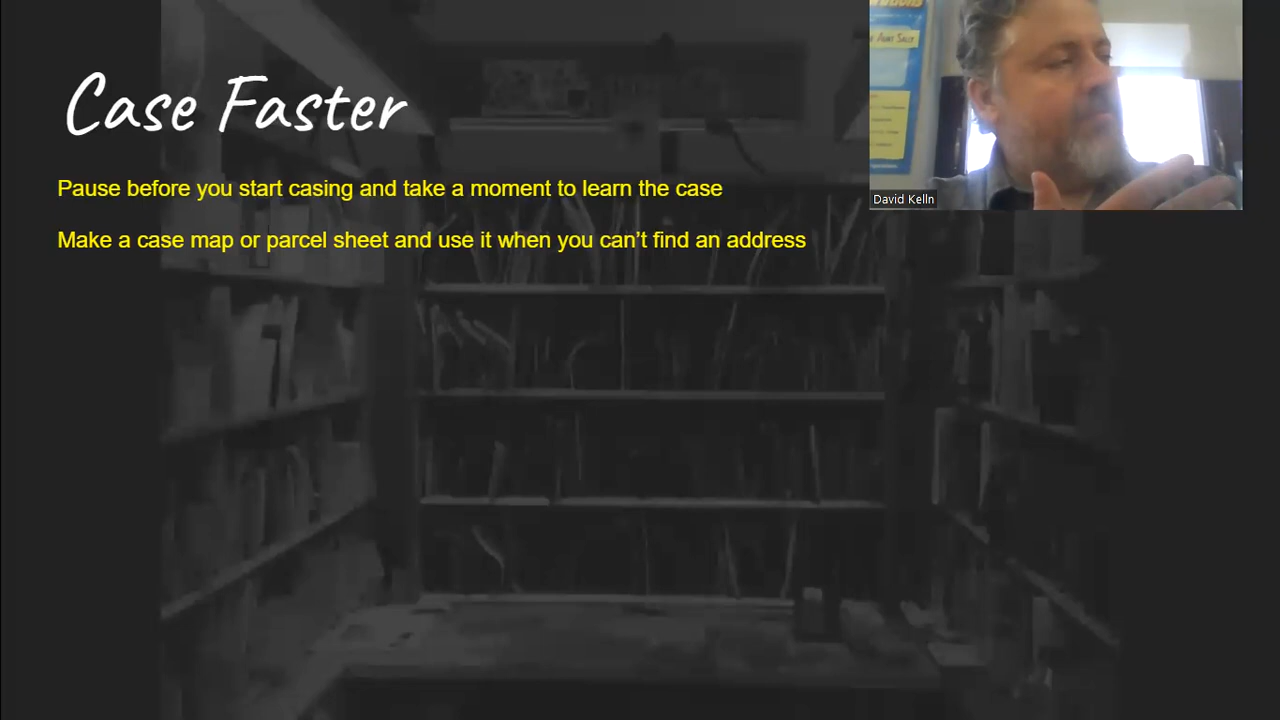 Case Faster
Pause before you start casing and take a moment to learn the case
Make a case map or parcel sheet and use it when you can’t find an address
David Kelln